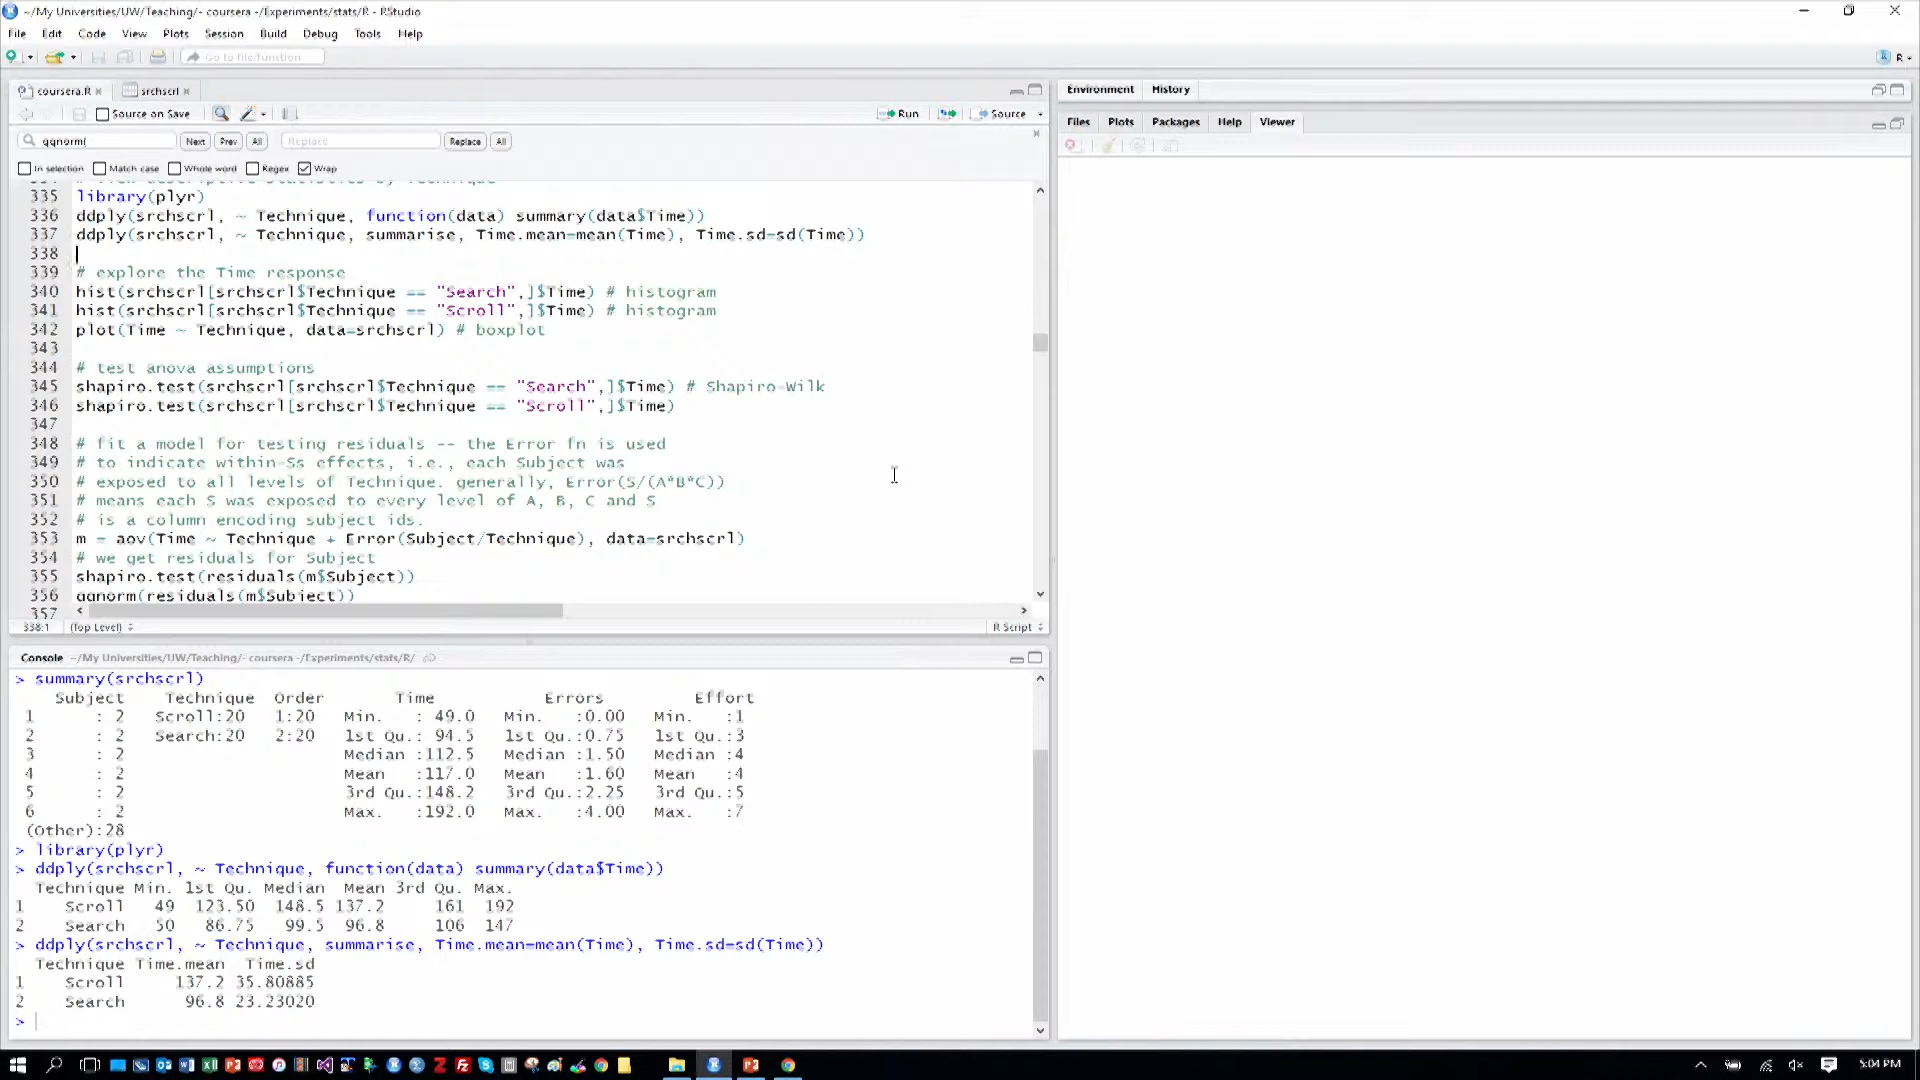 ~/My Universities/UW/Teaching/- coursera -/Experiments/stats/R - RStudio
File Edit Code View Plots Session Build Debug Tools Help
Go to file/function R
coursera.R srchscrl
Source on Save Run Source
qqnorm( Next Prev All Replace Replace All
In selection Match case Whole word Regex Wrap
335 library(plyr)
336 ddply(srchscrl, ~ Technique, function(data) summary(data$Time))
337 ddply(srchscrl, ~ Technique, summarise, Time.mean=mean(Time), Time.sd=sd(Time))
338
339 # explore the Time response
340 hist(srchscrl[srchscrl$Technique == "Search",]$Time) # histogram
341 hist(srchscrl[srchscrl$Technique == "Scroll",]$Time) # histogram
342 plot(Time ~ Technique, data=srchscrl) # boxplot
343
344 # test anova assumptions
345 shapiro.test(srchscrl[srchscrl$Technique == "Search",]$Time) # Shapiro-Wilk
346 shapiro.test(srchscrl[srchscrl$Technique == "Scroll",]$Time)
347
348 # fit a model for testing residuals -- the Error fn is used
349 # to indicate within-Ss effects, i.e., each Subject was
350 # exposed to all levels of Technique. generally, Error(S/(A*B*C))
351 # means each S was exposed to every level of A, B, C and S
352 # is a column encoding subject ids.
353 m = aov(Time ~ Technique + Error(Subject/Technique), data=srchscrl)
354 # we get residuals for Subject
355 shapiro.test(residuals(m$Subject))
356 qqnorm(residuals(m$Subject))
357
338:1 (Top Level) R Script
Console ~/My Universities/UW/Teaching/- coursera -/Experiments/stats/R/
> summary(srchscrl)
Subject Technique Order Time Errors Effort
1 : 2 Scroll:20 1:20 Min. : 49.0 Min. :0.00 Min. :1
2 : 2 Search:20 2:20 1st Qu.: 94.5 1st Qu.:0.75 1st Qu.:3
3 : 2 Median :112.5 Median :1.50 Median :4
4 : 2 Mean :117.0 Mean :1.60 Mean :4
5 : 2 3rd Qu.:148.2 3rd Qu.:2.25 3rd Qu.:5
6 : 2 Max. :192.0 Max. :4.00 Max. :7
(Other):28
> library(plyr)
> ddply(srchscrl, ~ Technique, function(data) summary(data$Time))
Technique Min. 1st Qu. Median Mean 3rd Qu. Max.
1 Scroll 49 123.50 148.5 137.2 161 192
2 Search 50 86.75 99.5 96.8 106 147
> ddply(srchscrl, ~ Technique, summarise, Time.mean=mean(Time), Time.sd=sd(Time))
Technique Time.mean Time.sd
1 Scroll 137.2 35.80885
2 Search 96.8 23.23020
>
Environment History
Files Plots Packages Help Viewer
5:04 PM